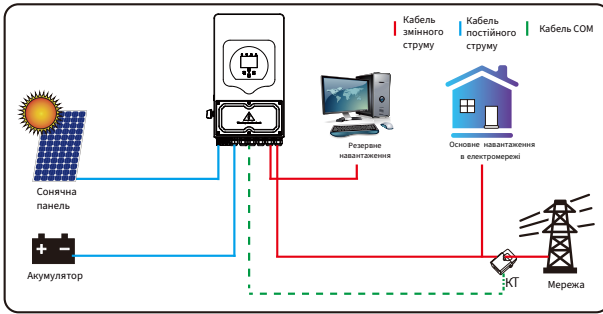 Кабель
змінного
струму
Кабель
постійного
струму
Кабель COM
Резервне
навантаження
Основне навантаження
в електромережі
Сонячна
панель
Акумулятор
КТ
Мережа